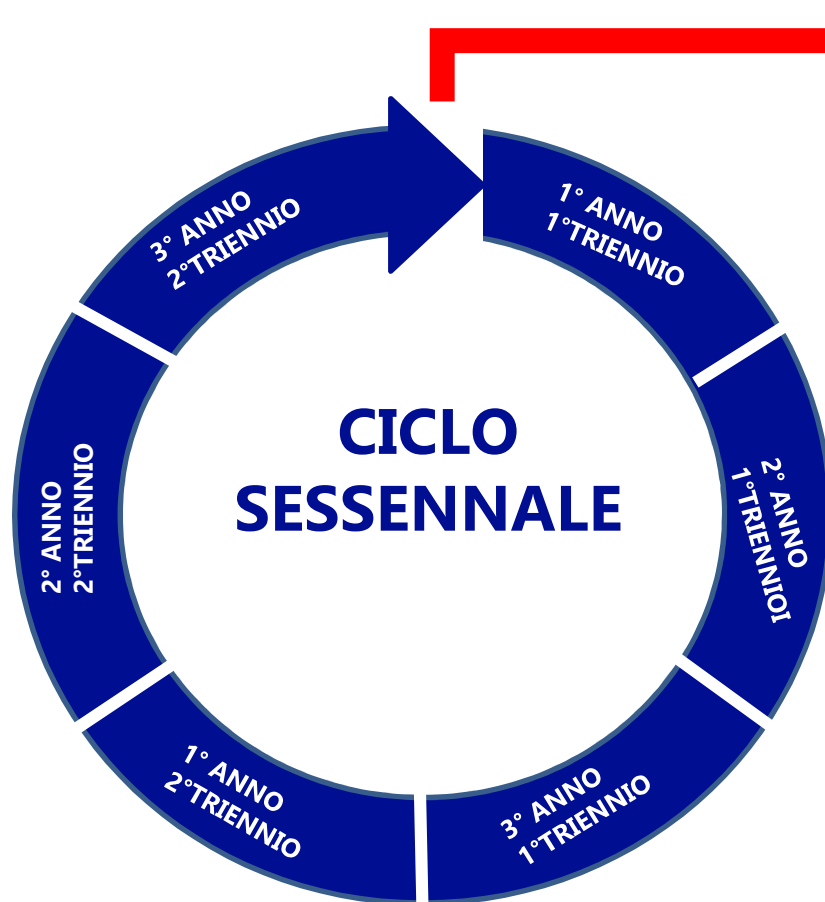 1° ANNO
1°TRIENNIO
2° ANNO
1°TRIENNIOI
3° ANNO
1°TRIENNIO
1° ANNO
2°TRIENNIO
2° ANNO
2°TRIENNIO
3° ANNO
2°TRIENNIO
CICLO
SESSENNALE